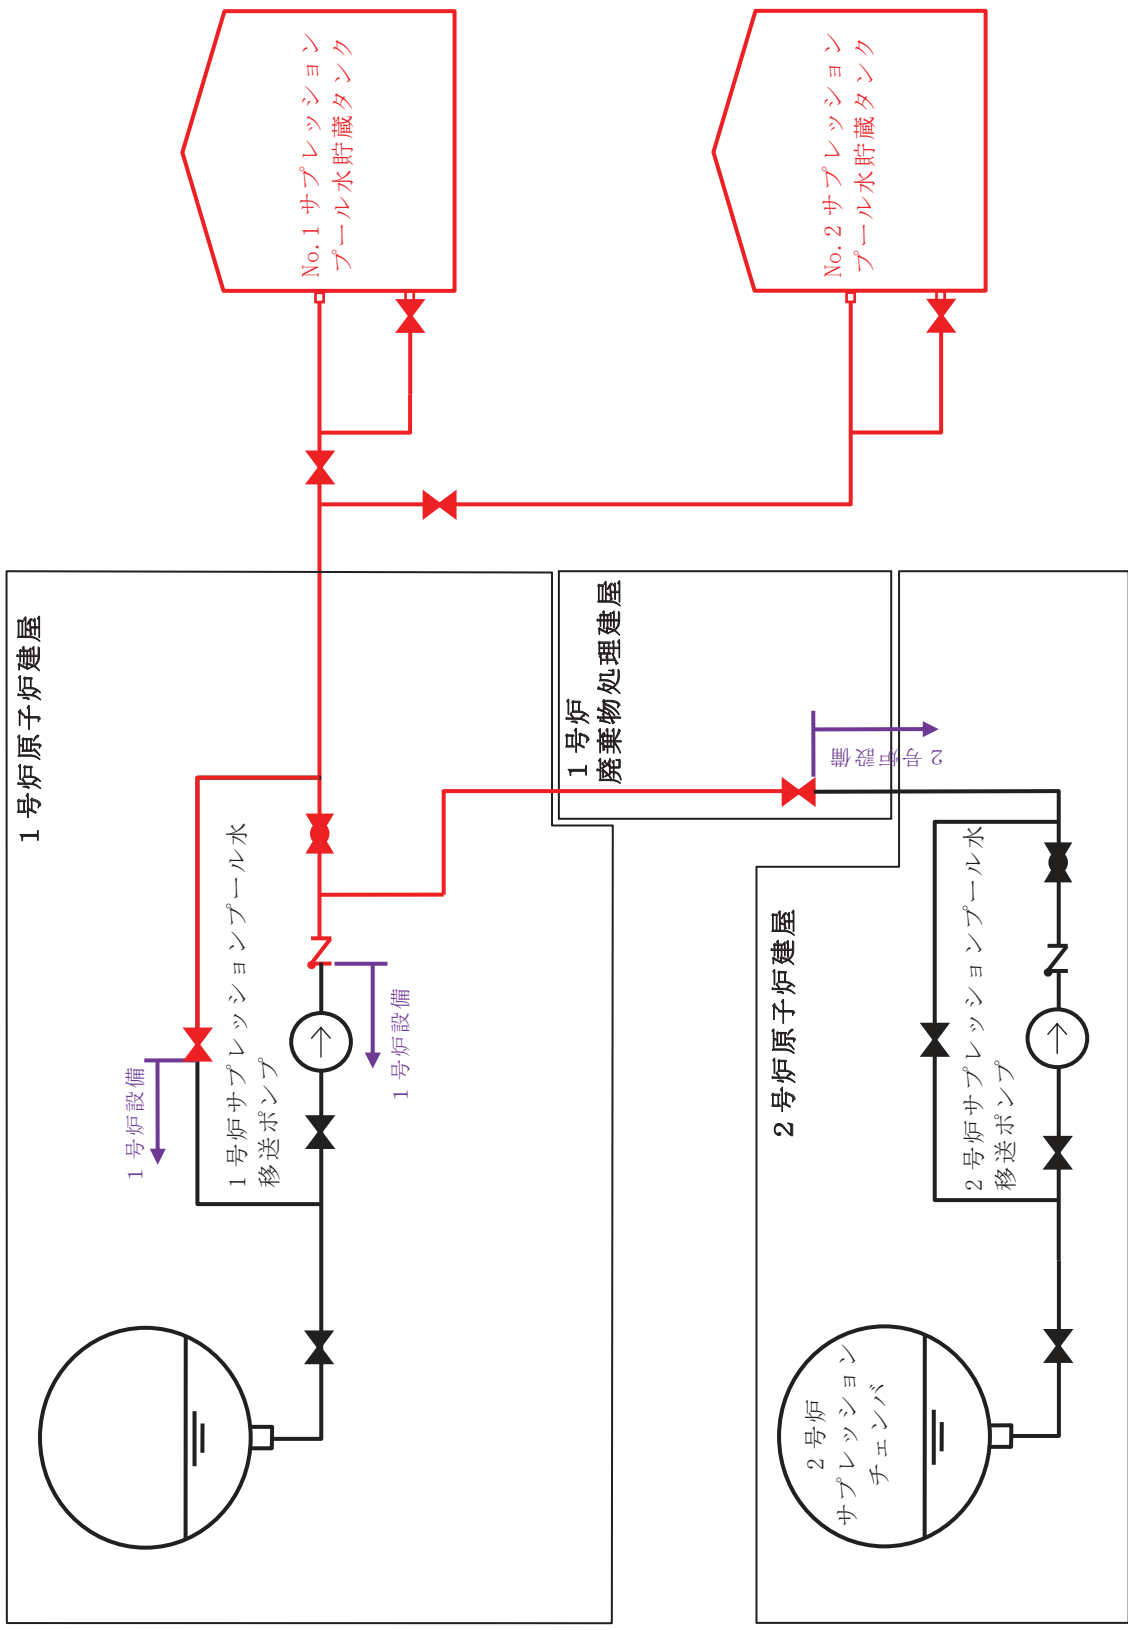 1号炉原子炉建屋
1号炉設備
1号炉サプレッションプール水
移送ポンプ
1号炉設備
No.1サプレッション
プール水貯蔵タンク
1号炉
廃棄物処理建屋
2号炉設備
2号炉原子炉建屋
2号炉
サプレッション
チェンバ
2号炉サプレッションプール水
移送ポンプ
No.2サプレッション
プール水貯蔵タンク